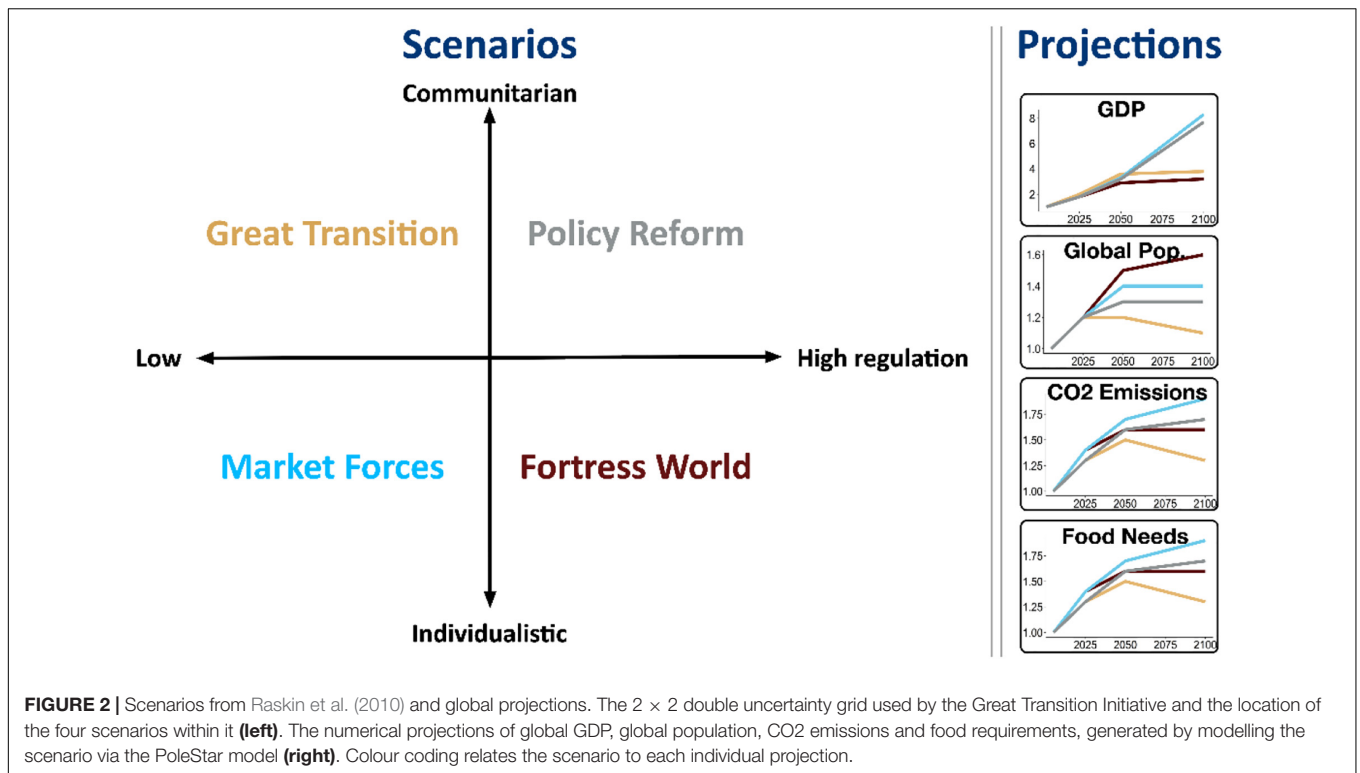 Scenarios
Communitarian
Great Transition Policy Reform
Low High regulation
Market Forces Fortress World
Individualistic
Projections
GDP
8
6
4
2
2025 2050 2075 2100
Global Pop.
1.6
1.4
1.2
1.0
2025 2050 2075 2100
CO2 Emissions
1.75
1.50
1.25
1.00
2025 2050 2075 2100
Food Needs
1.75
1.50
1.25
1.00
2025 2050 2075 2100
FIGURE 2 | Scenarios from Raskin et al. (2010) and global projections. The 2 × 2 double uncertainty grid used by the Great Transition Initiative and the location of
the four scenarios within it (left). The numerical projections of global GDP, global population, CO2 emissions and food requirements, generated by modelling the
scenario via the PoleStar model (right). Colour coding relates the scenario to each individual projection.